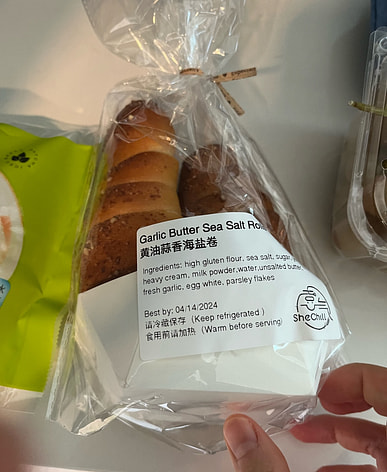 Garlic Butter Sea Salt
黄油蒜香海盐卷
Ingredients: high gluten flour, sea salt, sugar,
heavy cream, milk powder,water,unsalted butter
fresh garlic, egg white, parsley flakes
Best by: 04/14/2024
请冷藏保存（Keep refrigerated ）
食用前请加热（Warm before serving）
SheChill